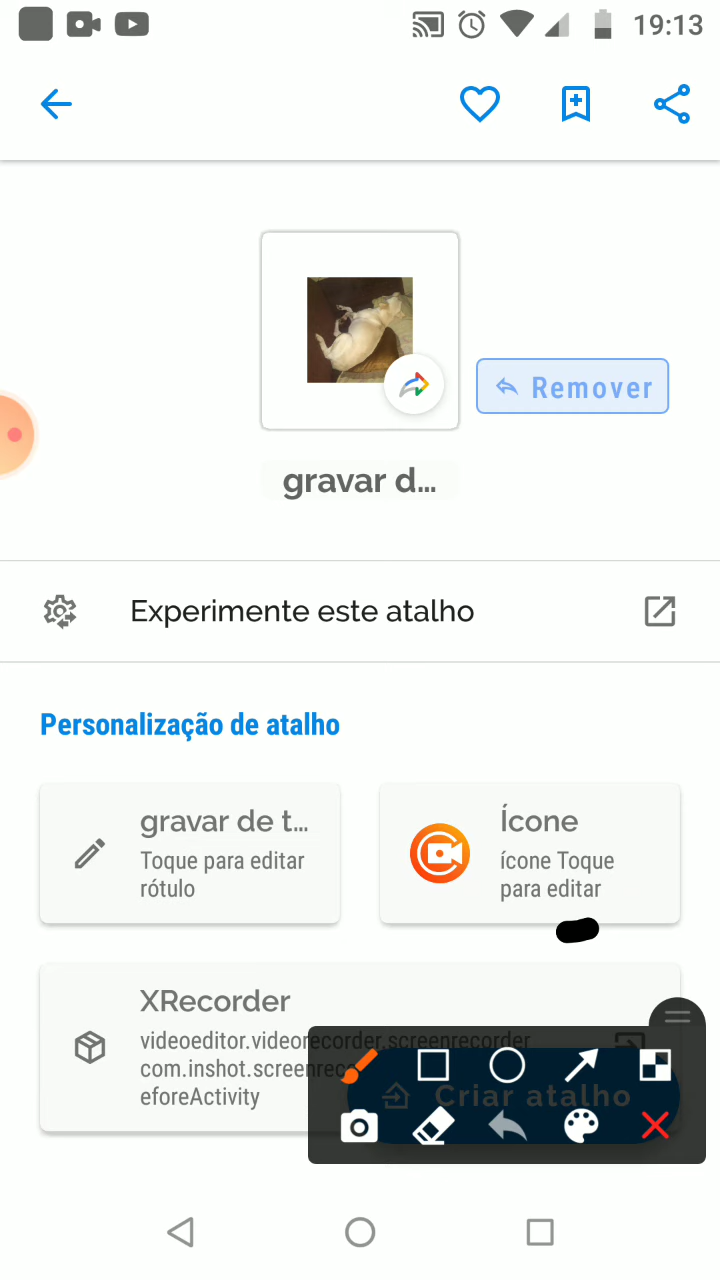 19:13
Remover
gravar d...
Experimente este atalho
Personalização de atalho
gravar de t...
Toque para editar
rótulo
Ícone
ícone Toque
para editar
XRecorder
videoeditor.videorecorder.screenrecorder
com.inshot.screenrec
eforeActivity
Criar atalho